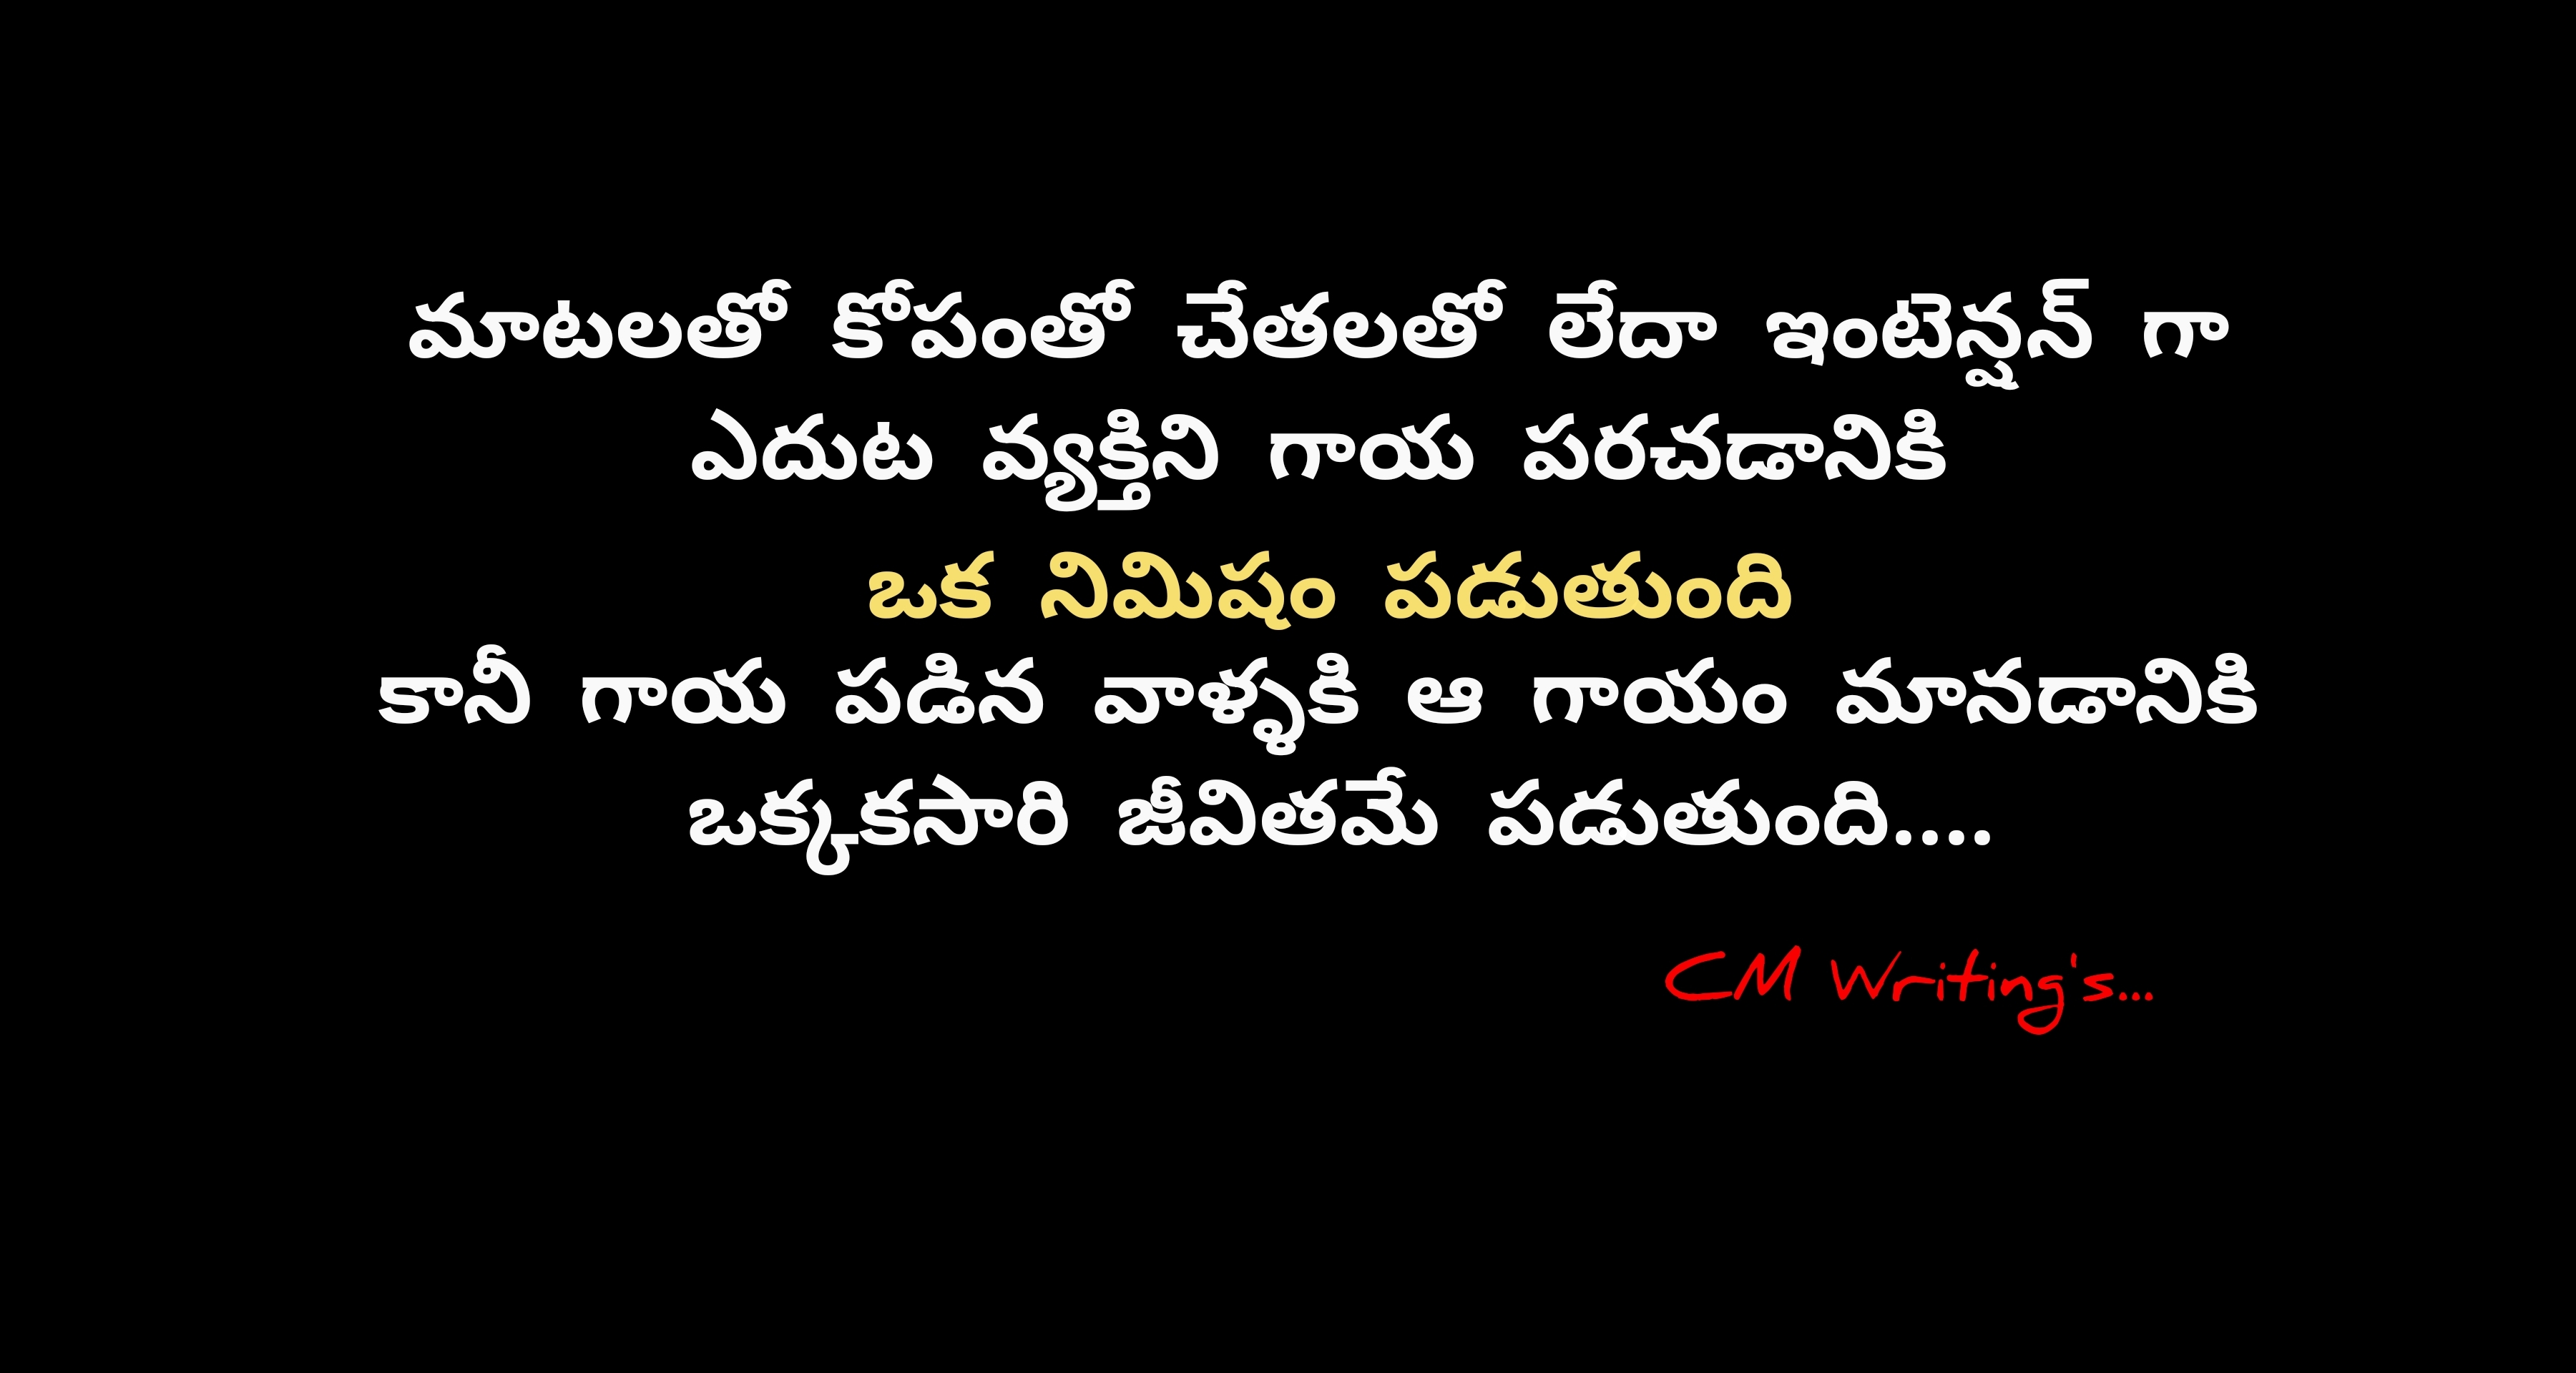 మాటలతో కోపంతో చేతలతో లేదా ఇంటెన్షన్ గా
ఎదుట వ్యక్తిని గాయ పరచడానికి
ఒక నిమిషం పడుతుంది
కానీ గాయ పడిన వాళ్ళకి ఆ గాయం మానడానికి
ఒక్కకసారి జీవితమే పడుతుంది....
CM Writing's...